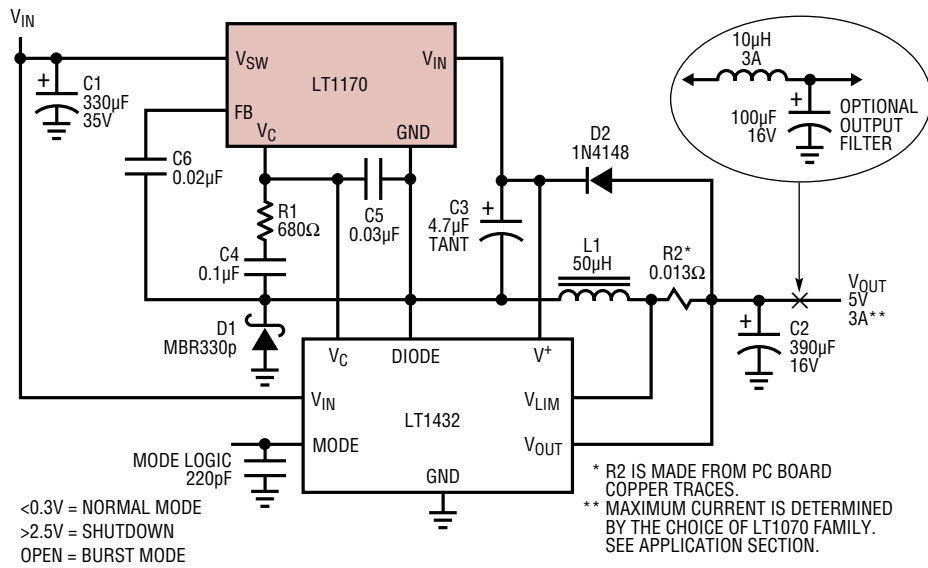 VIN
C1
330µF
35V
VSW
VIN
LT1170
FB
VC
GND
C6
0.02µF
R1
680Ω
C5
0.03µF
C4
0.1µF
C3
4.7µF
TANT
D2
1N4148
10µH
3A
100µF
16V
OPTIONAL
OUTPUT
FILTER
L1
50µH
R2*
0.013Ω
VOUT
5V
3A**
C2
390µF
16V
D1
MBR330p
VC
DIODE
V+
VIN
VLIM
LT1432
MODE
VOUT
GND
MODE LOGIC
220pF
<0.3V = NORMAL MODE
>2.5V = SHUTDOWN
OPEN = BURST MODE
* R2 IS MADE FROM PC BOARD
COPPER TRACES.
** MAXIMUM CURRENT IS DETERMINED
BY THE CHOICE OF LT1070 FAMILY.
SEE APPLICATION SECTION.